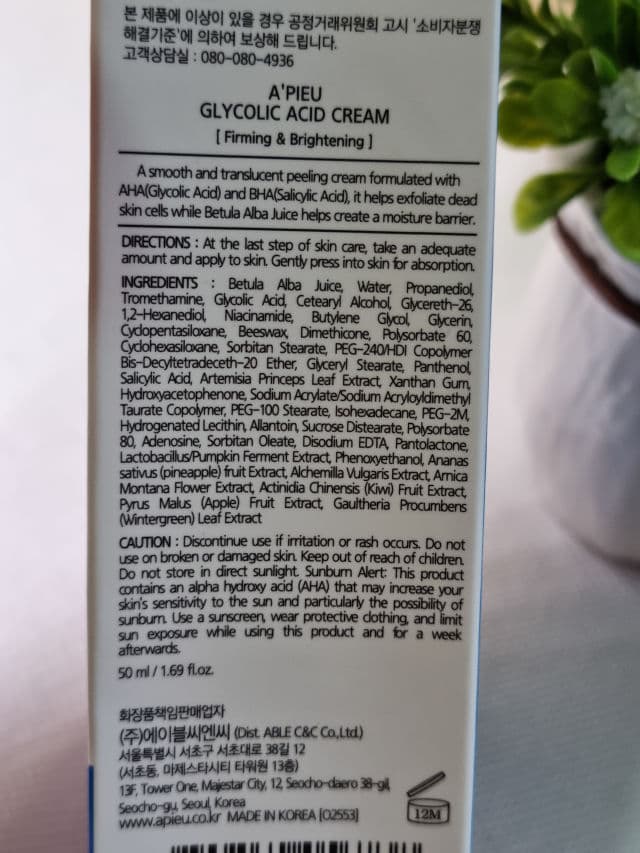 본 제품에 이상이 있을 경우 공정거래위원회 고시 '소비자분쟁
해결기준'에 의하여 보상해 드립니다.
고객상담실 : 080-080-4936
A'PIEU
GLYCOLIC ACID CREAM
[ Firming & Brightening ]
A smooth and translucent peeling cream formulated with
AHA(Glycolic Acid) and BHA(Salicylic Acid), it helps exfoliate dead
skin cells while Betula Alba Juice helps create a moisture barrier.
DIRECTIONS : At the last step of skin care, take an adequate
amount and apply to skin. Gently press into skin for absorption.
INGREDIENTS : Betula Alba Juice, Water, Propanediol,
Tromethamine, Glycolic Acid, Cetearyl Alcohol, Glycereth-26,
1,2-Hexanediol, Niacinamide, Butylene Glycol, Glycerin,
Cyclopentasiloxane, Beeswax, Dimethicone, Polysorbate 60,
Cyclohexasiloxane, Sorbitan Stearate, PEG-240/HDI Copolymer
Bis-Decyltetradeceth-20 Ether, Glyceryl Stearate, Panthenol,
Salicylic Acid, Artemisia Princeps Leaf Extract, Xanthan Gum,
Hydroxyacetophenone, Sodium Acrylate/Sodium Acryloyldimethyl
Taurate Copolymer, PEG-100 Stearate, Isohexadecane, PEG-2M,
Hydrogenated Lecithin, Allantoin, Sucrose Distearate, Polysorbate
80, Adenosine, Sorbitan Oleate, Disodium EDTA, Pantolactone,
Lactobacillus/Pumpkin Ferment Extract, Phenoxyethanol, Ananas
sativus (pineapple) fruit Extract, Alchemilla Vulgaris Extract, Arnica
Montana Flower Extract, Actinidia Chinensis (Kiwi) Fruit Extract,
Pyrus Malus (Apple) Fruit Extract, Gaultheria Procumbens
(Wintergreen) Leaf Extract
CAUTION : Discontinue use if irritation or rash occurs. Do not
use on broken or damaged skin. Keep out of reach of children.
Do not store in direct sunlight. Sunburn Alert: This product
contains an alpha hydroxy acid (AHA) that may increase your
skin's sensitivity to the sun and particularly the possibility of
sunburn. Use a sunscreen, wear protective clothing, and limit
sun exposure while using this product and for a week
afterwards.
50 ml / 1.69 fl.oz.
화장품책임판매업자
(주)에이블씨엔씨 (Dist. ABLE C&C Co.,Ltd.)
서울특별시 서초구 서초대로 38길 12
(서초동, 마제스타시티 타워원 13층)
13F, Tower One, Majestar City, 12, Seocho-daero 38-gil,
Seocho-gu, Seoul, Korea
www.apieu.co.kr MADE IN KOREA [02553]
12M